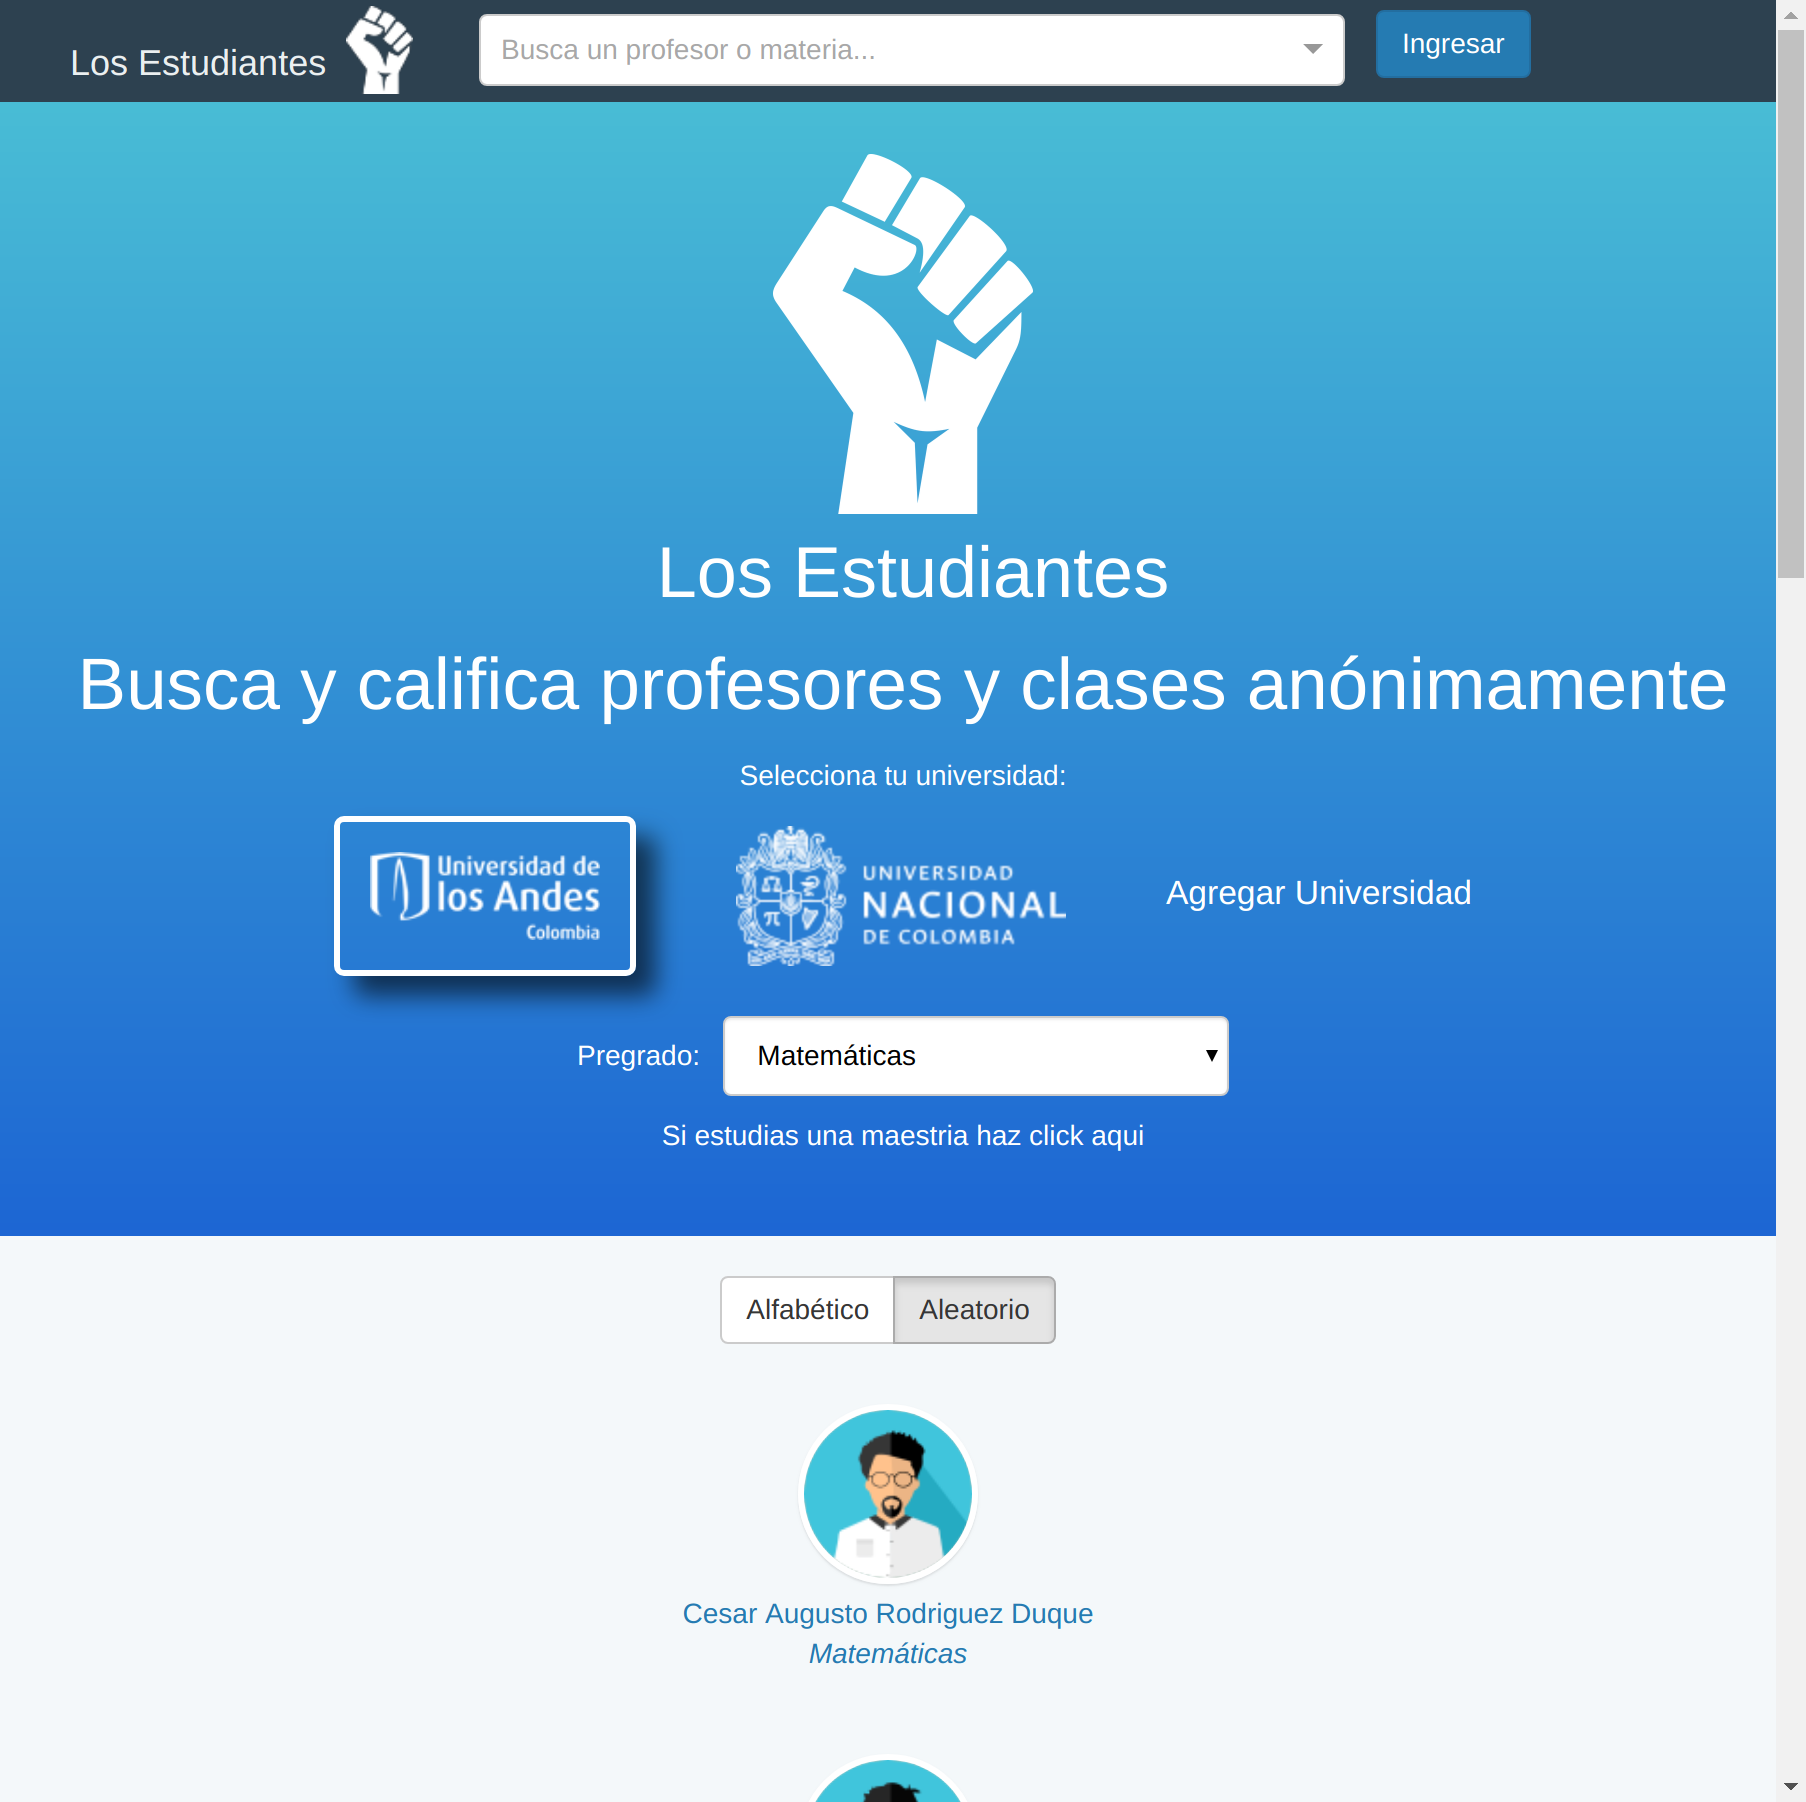 Los Estudiantes
Busca un profesor o materia...
Ingresar
Los Estudiantes
Busca y califica profesores y clases anónimamente
Selecciona tu universidad:
Universidad de
los Andes
Colombia
UNIVERSIDAD
NACIONAL
DE COLOMBIA
Agregar Universidad
Pregrado:
Matemáticas
Si estudias una maestria haz click aqui
Alfabético
Aleatorio
Cesar Augusto Rodriguez Duque
Matemáticas